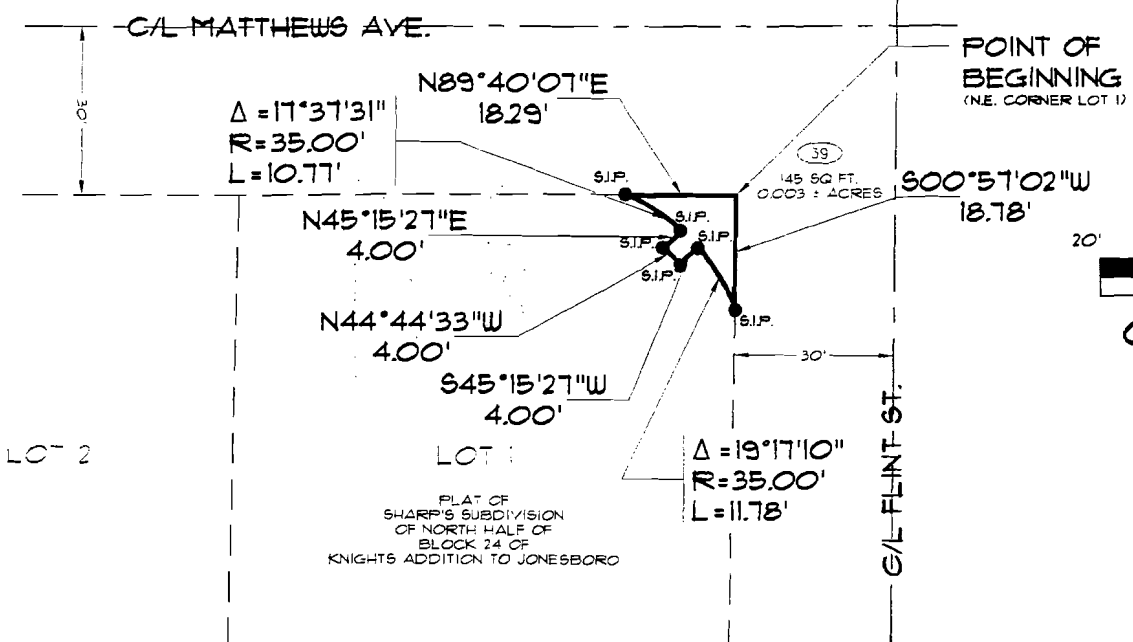 C/L MATTHEWS AVE.
30'
POINT OF
BEGINNING
(N.E. CORNER LOT 1)
N89°40'07"E
18.29'
Δ =17°37'31"
R=35.00'
L=10.77'
39
145 SQ.FT.
0.003 ± ACRES
S00°57'02"W
18.78'
S.I.P.
S.I.P.
S.I.P.
S.I.P.
S.I.P.
S.I.P.
N45°15'27"E
4.00'
20'
N44°44'33"W
4.00'
30'
S45°15'27"W
4.00'
C/L FLINT ST.
LOT 2
LOT 1
Δ =19°17'10"
R=35.00'
L=11.78'
PLAT OF
SHARP'S SUBDIVISION
OF NORTH HALF OF
BLOCK 24 OF
KNIGHTS ADDITION TO JONESBORO